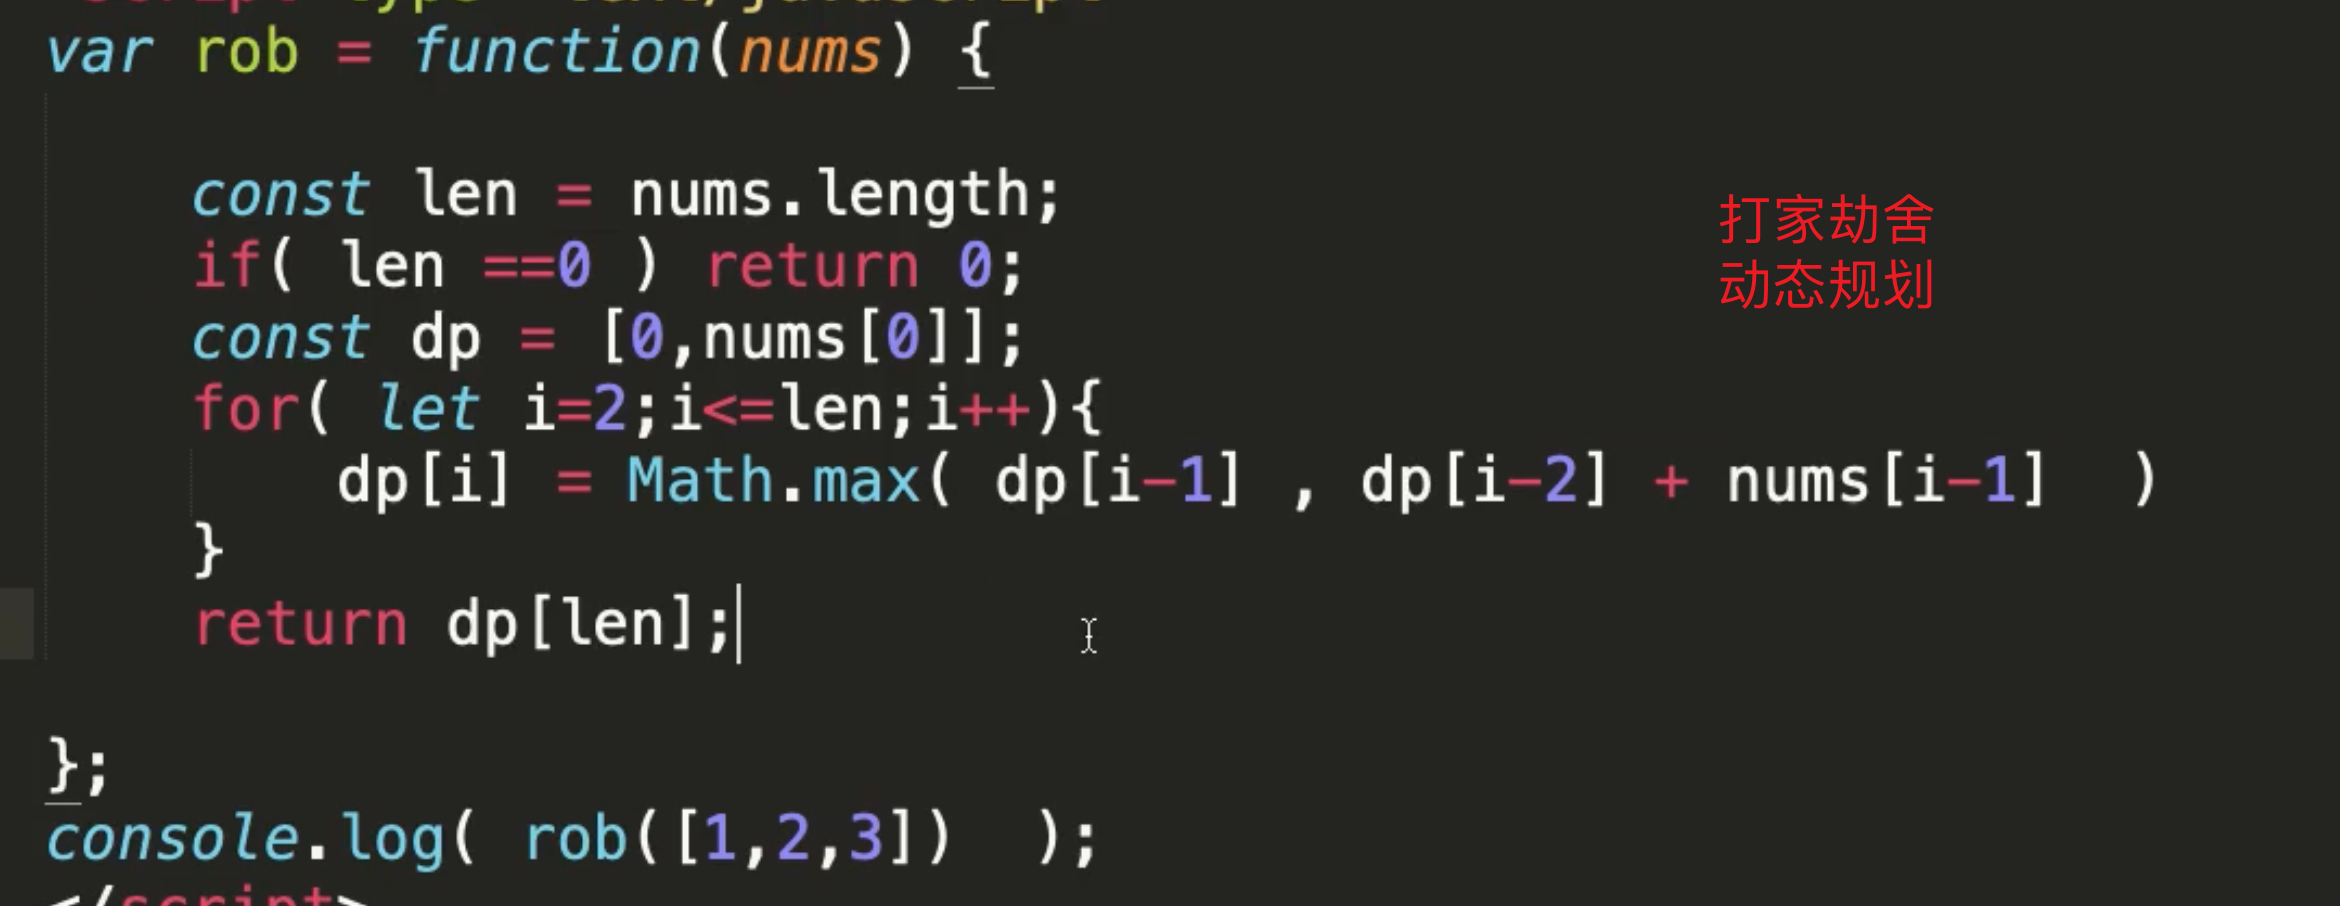 var rob = function(nums) {
const len = nums.length;
if( len ==0 ) return 0;
const dp = [0,nums[0]];
for( let i=2;i<=len;i++){
dp[i] = Math.max( dp[i-1] , dp[i-2] + nums[i-1]  )
}
return dp[len];
};
console.log( rob([1,2,3])  );
</script>
打家劫舍
动态规划